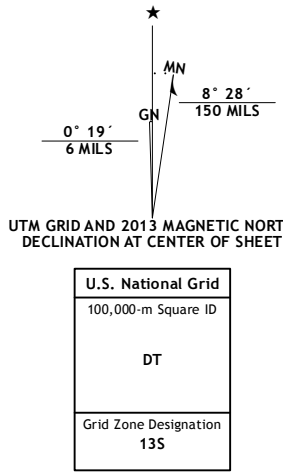 ★
MN
GN
8° 28´
150 MILS
0° 19´
6 MILS
UTM GRID AND 2013 MAGNETIC NORT
DECLINATION AT CENTER OF SHEET
U.S. National Grid
100,000-m Square ID
DT
Grid Zone Designation
13S